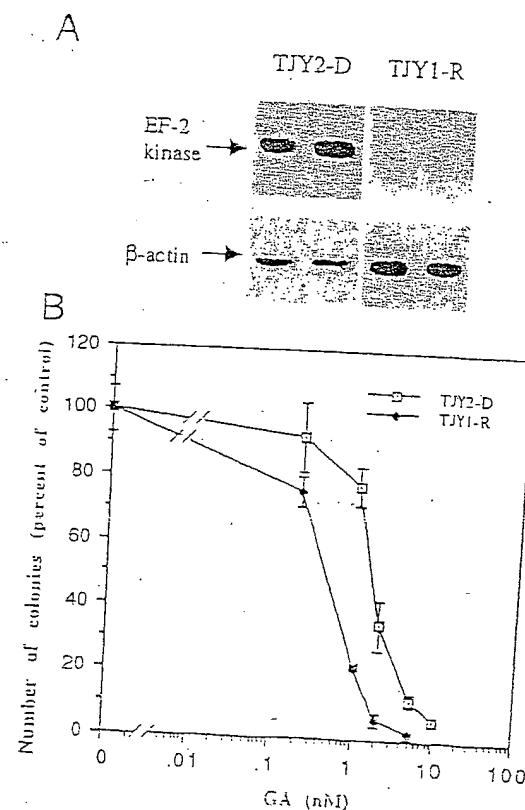 A
TJY2-D TJY1-R
EF-2
kinase
β-actin
B
120
100
80
60
40
20
0
Number of colonies (percent of control)
TJY2-D
TJY1-R
0 .01 .1 1 10 100
GA (nM)